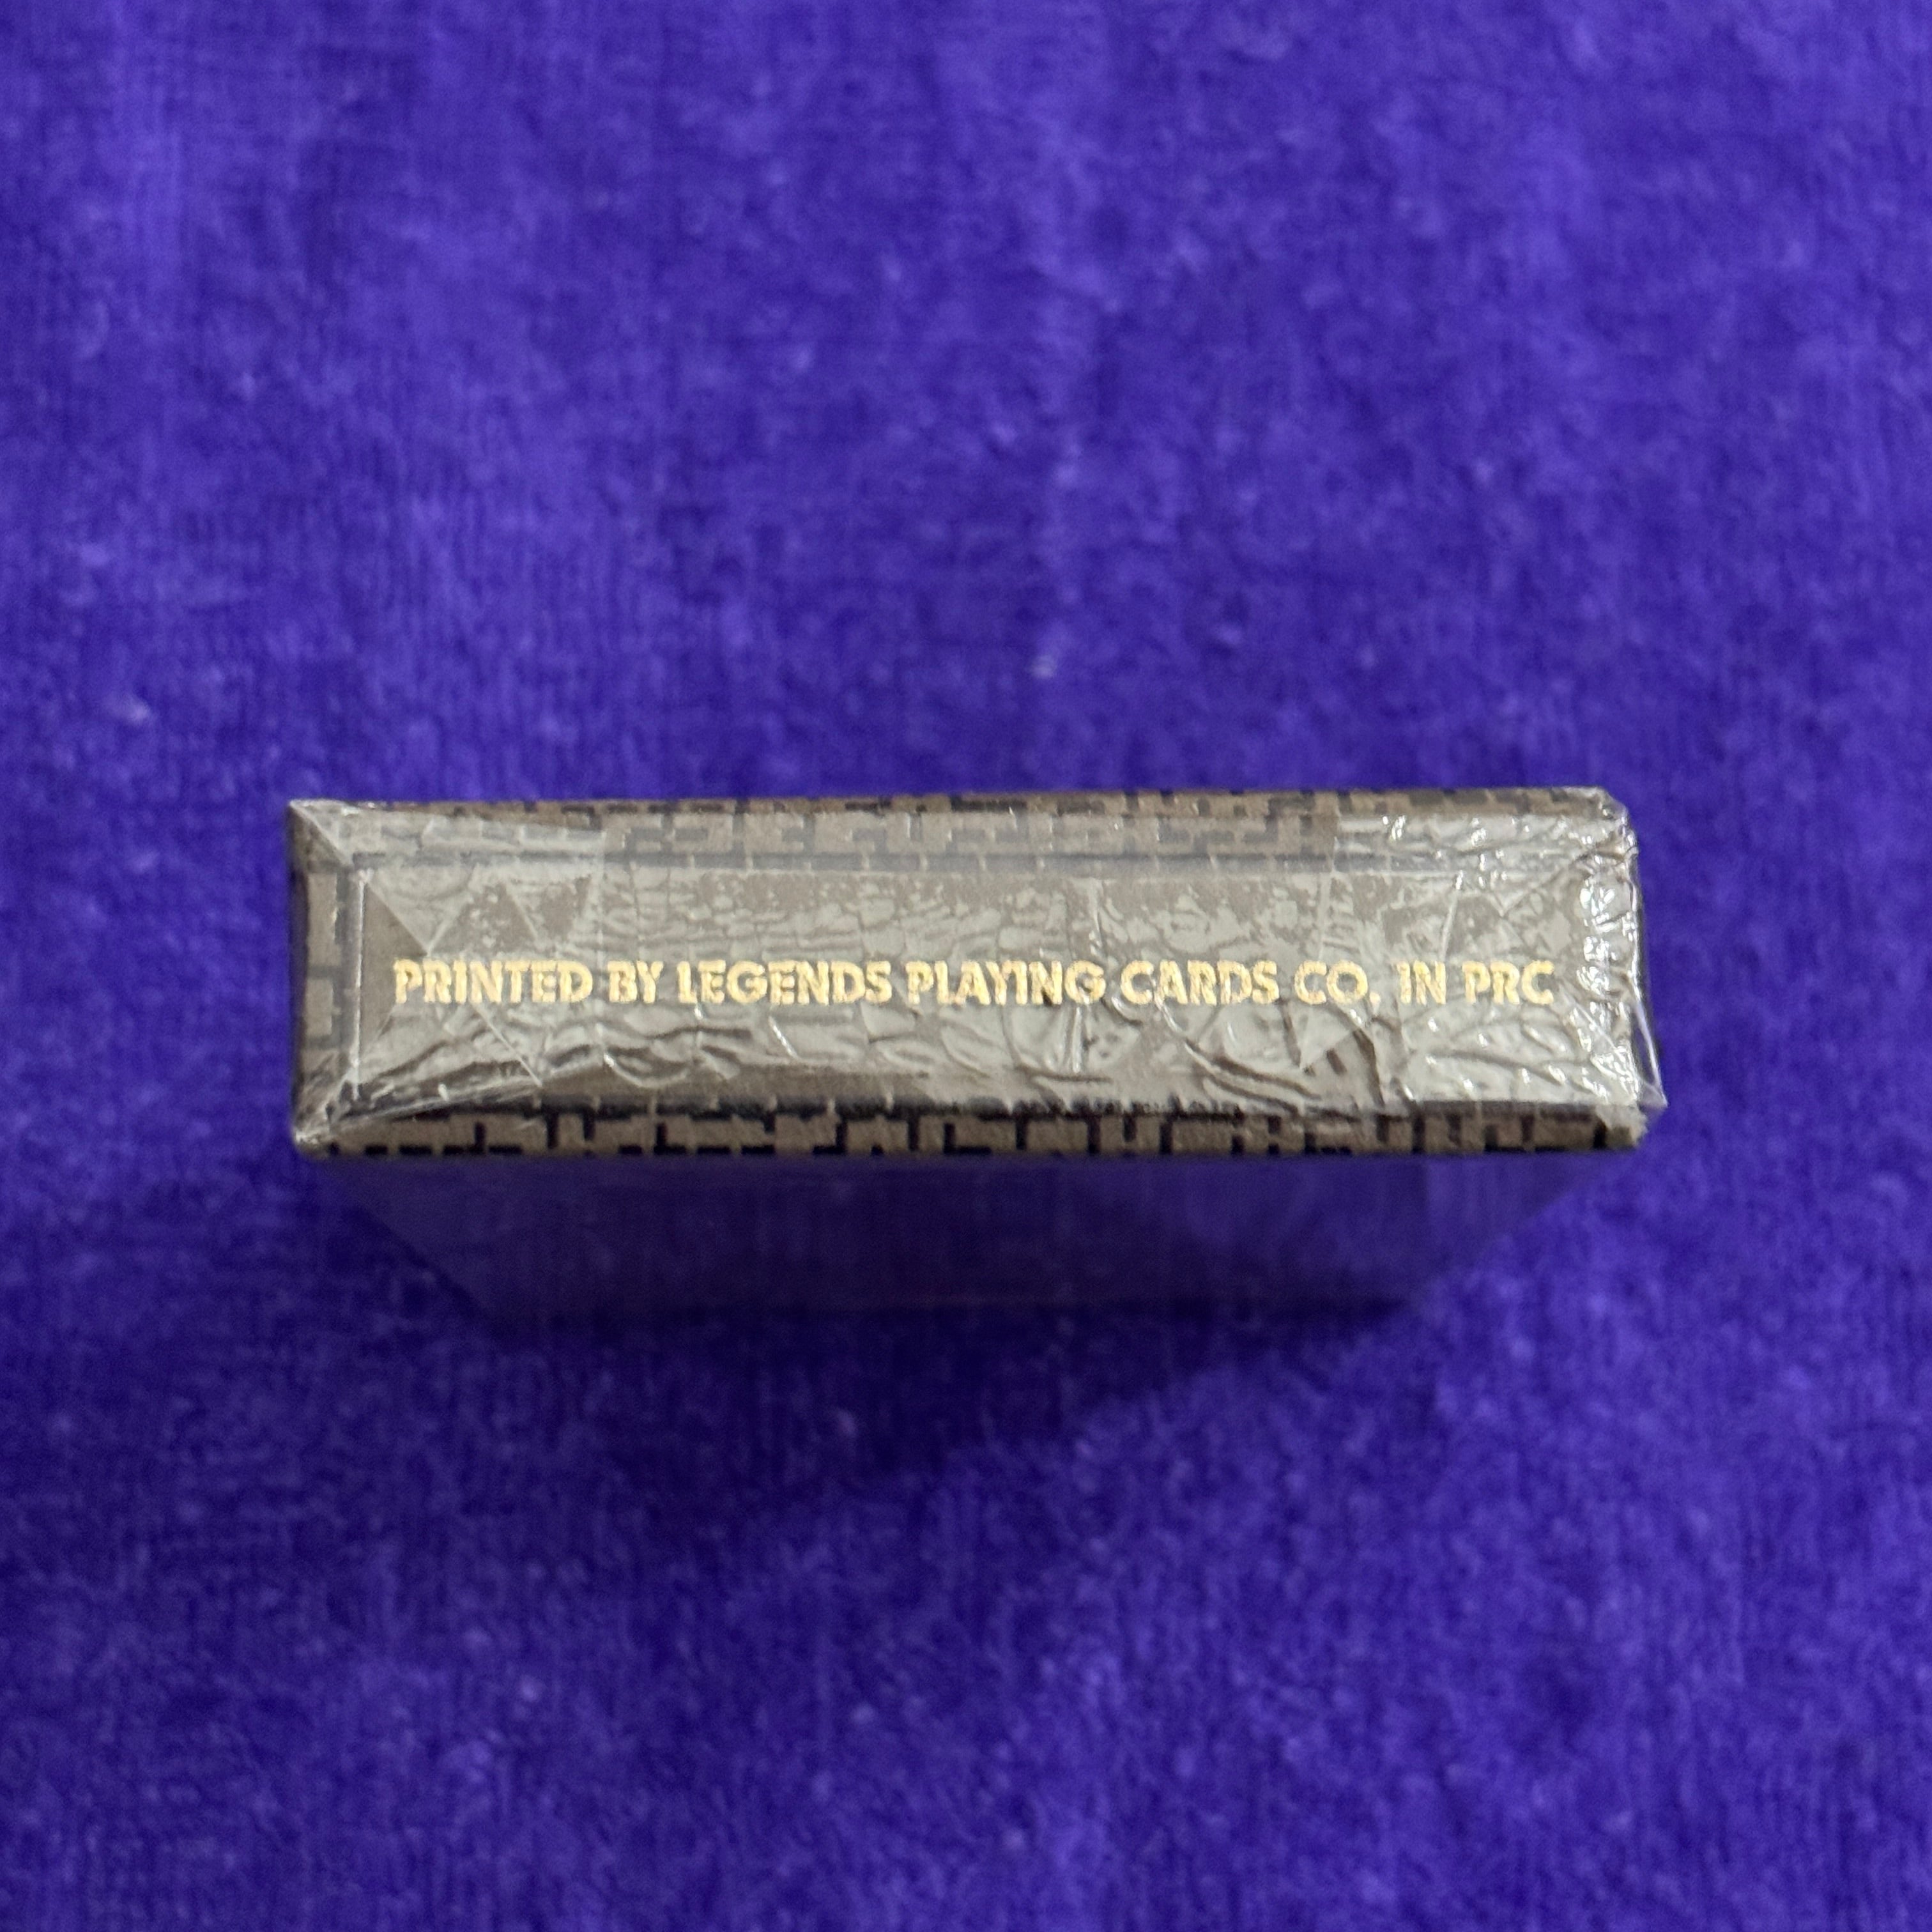 PRINTED BY LEGENDS PLAYING CARDS CO. IN PRC